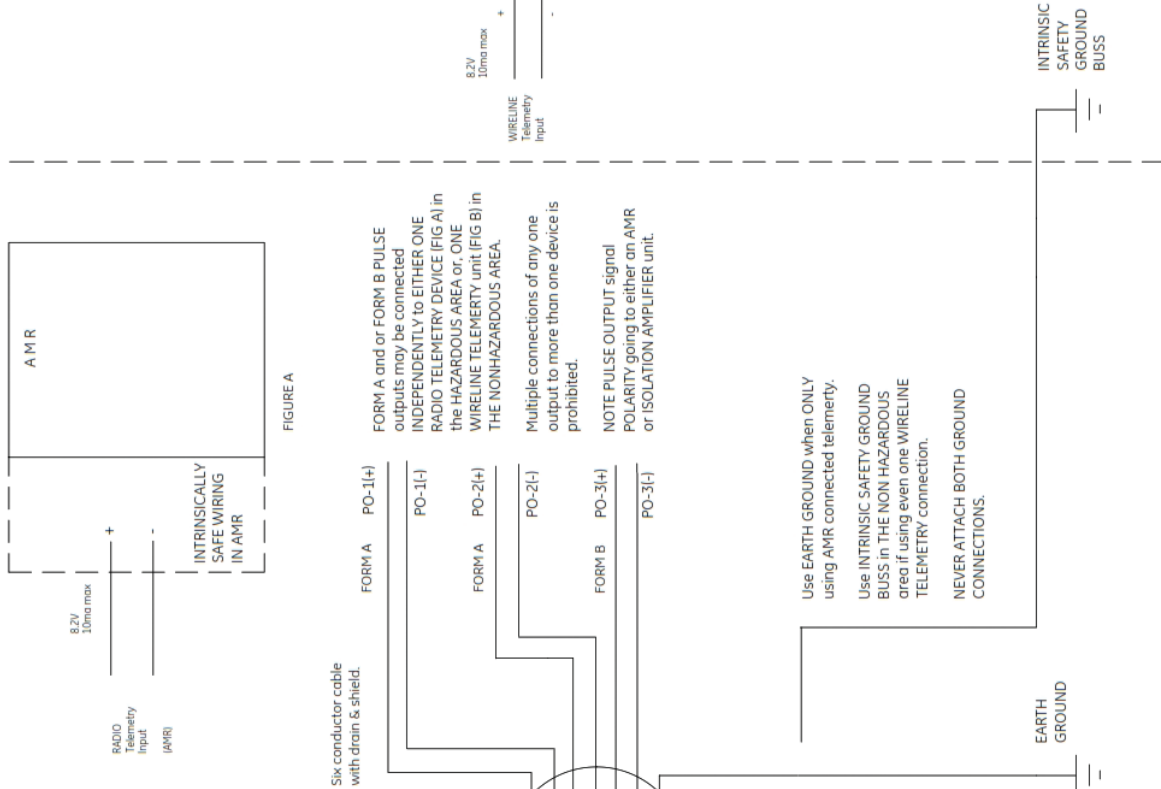 A M R
INTRINSICALLY
SAFE WIRING
IN AMR
+
-
8.2V
10ma max
RADIO
Telemetry
Input
(AMR)
FIGURE A
8.2V
10ma max
+
-
WIRELINE
Telemetry
Input
Six conductor cable
with drain & shield.
FORM A PO-1(+)
PO-1(-)
FORM A PO-2(+)
PO-2(-)
FORM B PO-3(+)
PO-3(-)
FORM A and or FORM B PULSE
outputs may be connected
INDEPENDENTLY to EITHER ONE
RADIO TELEMETRY DEVICE (FIG A) in
the HAZARDOUS AREA or, ONE
WIRELINE TELEMERTY unit (FIG B) in
THE NONHAZARDOUS AREA.
Multiple connections of any one
output to more than one device is
prohibited.
NOTE PULSE OUTPUT signal
POLARITY going to either an AMR
or ISOLATION AMPLIFIER unit.
Use EARTH GROUND when ONLY
using AMR connected telemerty.
Use INTRINSIC SAFETY GROUND
BUSS in THE NON HAZARDOUS
area if using even one WIRELINE
TELEMETRY connection.
NEVER ATTACH BOTH GROUND
CONNECTIONS.
EARTH
GROUND
INTRINSIC
SAFETY
GROUND
BUSS